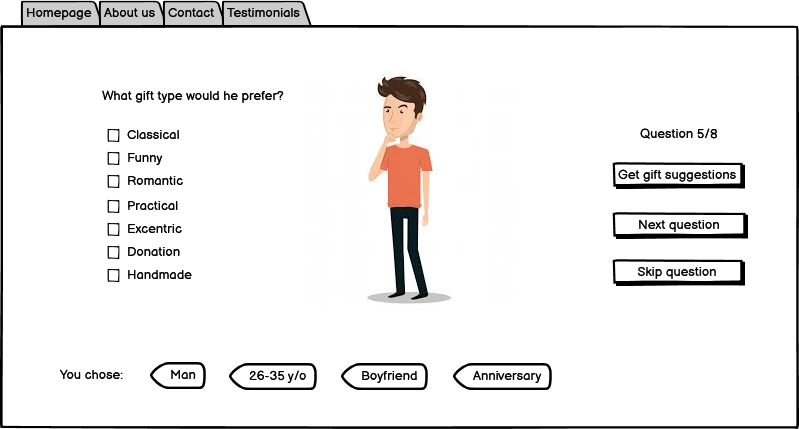 Homepage About us Contact Testimonials
What gift type would he prefer?
Classical
Funny
Romantic
Practical
Excentric
Donation
Handmade
Question 5/8
Get gift suggestions
Next question
Skip question
You chose: Man 26-35 y/o Boyfriend Anniversary